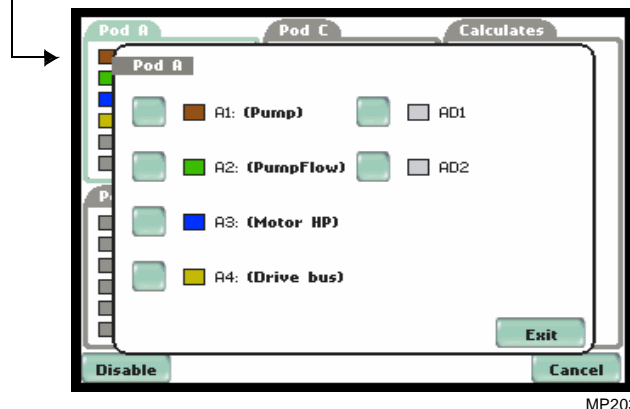 Pod A
Pod C
Calculates
Pod A
A1: (Pump)
AD1
A2: (PumpFlow)
AD2
A3: (Motor HP)
A4: (Drive bus)
Exit
Disable
Cancel